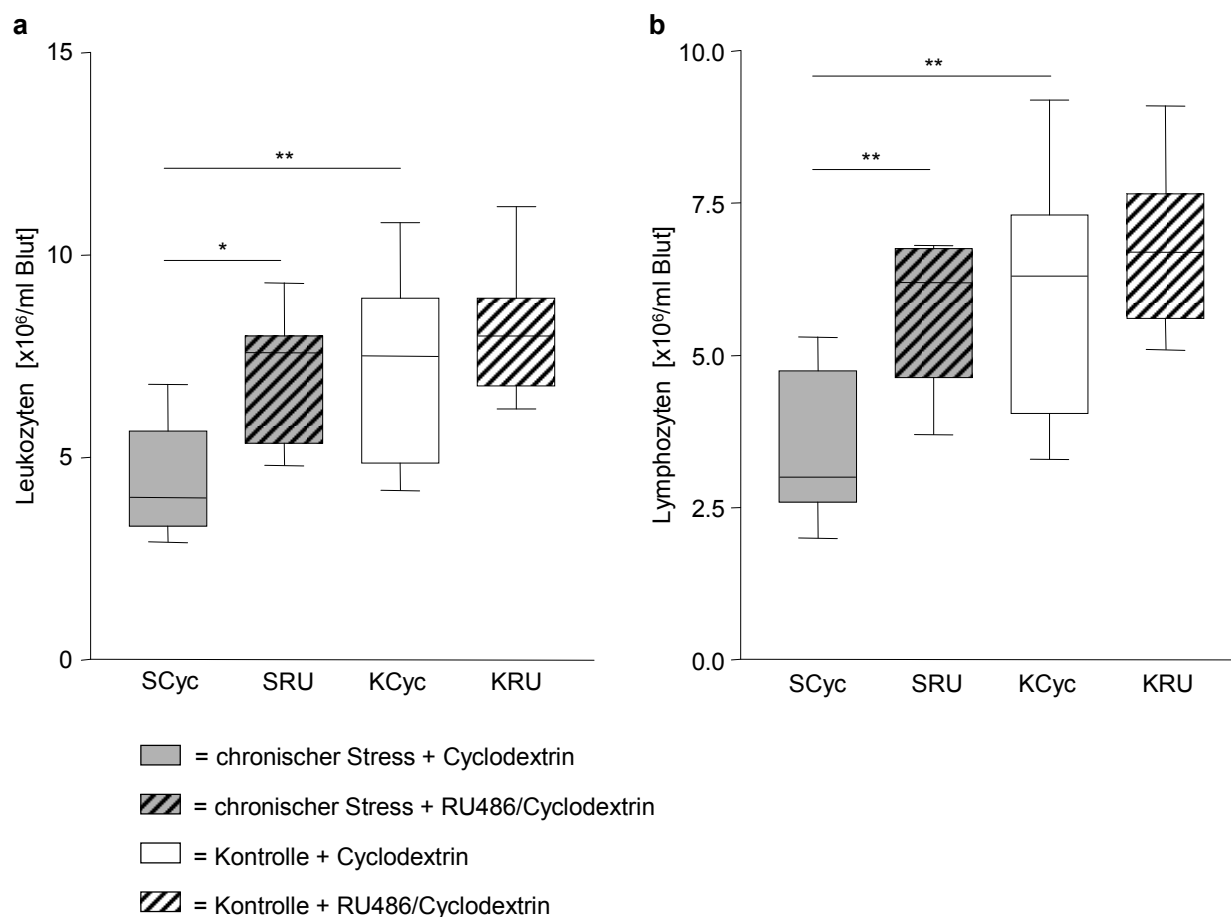 a
15
10
5
0
Leukozyten [x10⁶/ml Blut]
**
*
SCyc SRU KCyc KRU
b
10.0
7.5
5.0
2.5
0.0
Lymphozyten [x10⁶/ml Blut]
**
**
SCyc SRU KCyc KRU
= chronischer Stress + Cyclodextrin
= chronischer Stress + RU486/Cyclodextrin
= Kontrolle + Cyclodextrin
= Kontrolle + RU486/Cyclodextrin